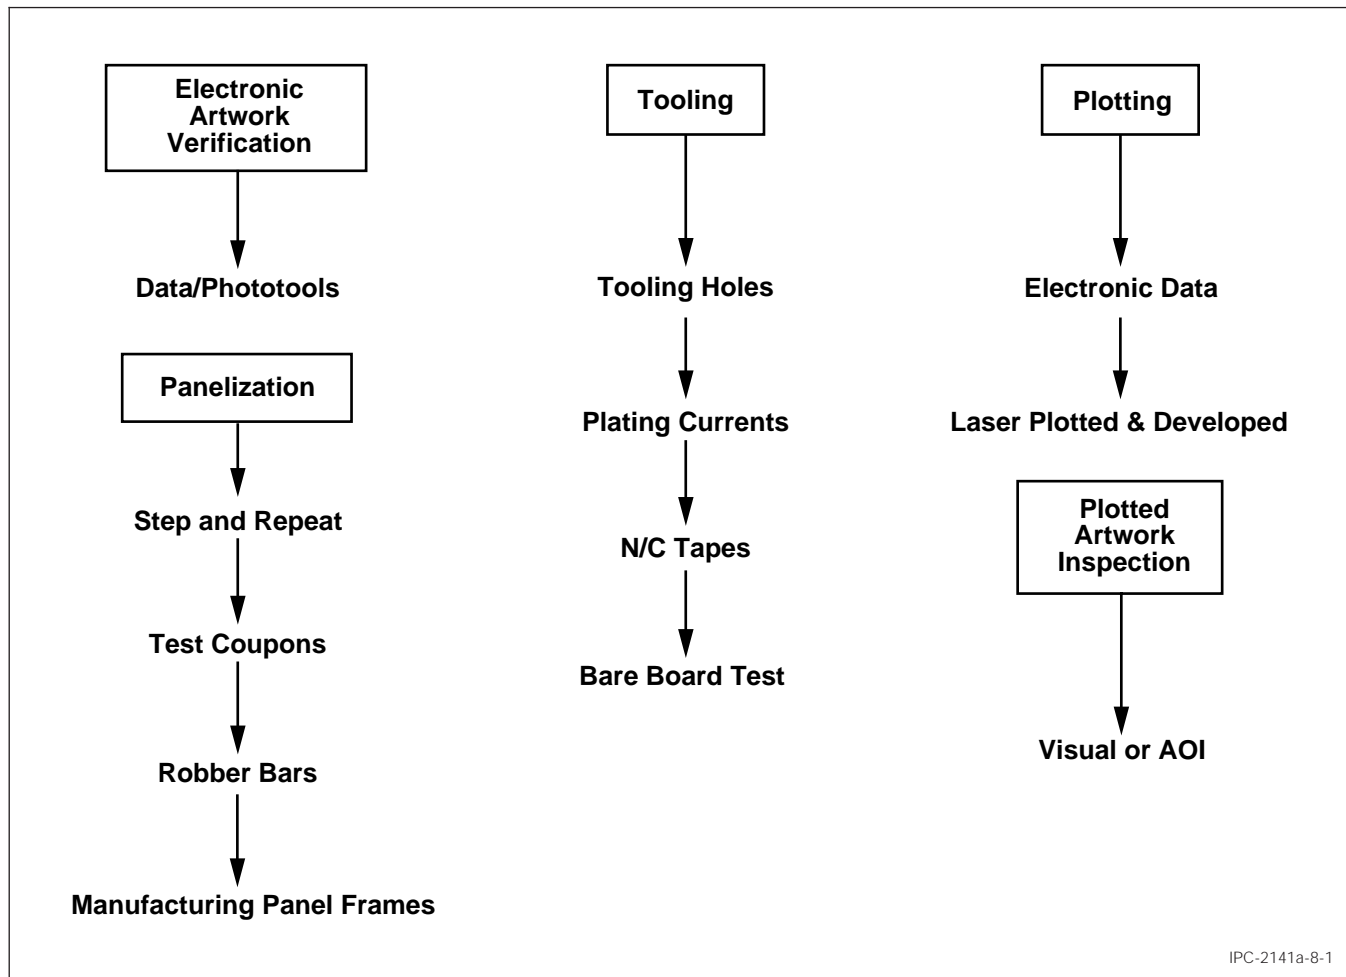 Electronic
Artwork
Verification
Data/Phototools
Panelization
Step and Repeat
Test Coupons
Robber Bars
Manufacturing Panel Frames
Tooling
Tooling Holes
Plating Currents
N/C Tapes
Bare Board Test
Plotting
Electronic Data
Laser Plotted & Developed
Plotted
Artwork
Inspection
Visual or AOI
IPC-2141a-8-1